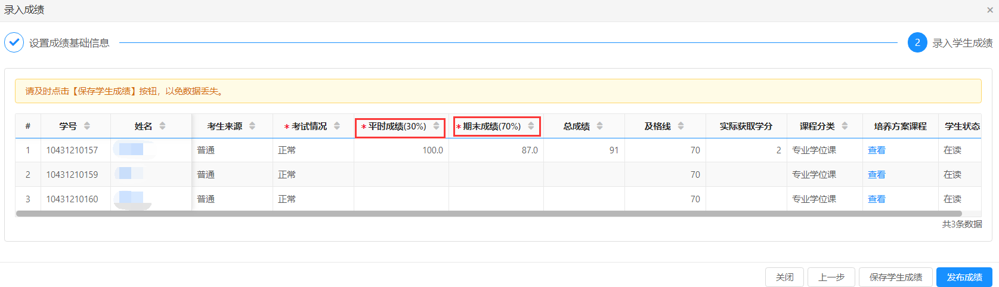 录入成绩 ×
设置成绩基础信息 2 录入学生成绩
请及时点击【保存学生成绩】按钮，以免数据丢失。
# 学号 姓名 考生来源 *考试情况 *平时成绩(30%) *期末成绩(70%) 总成绩 及格线 实际获取学分 课程分类 培养方案课程 学生状态
1 10431210157 普通 正常 100.0 87.0 91 70 2 专业学位课 查看 在读
2 10431210159 普通 正常 70 专业学位课 查看 在读
3 10431210160 普通 正常 70 专业学位课 查看 在读
共3条数据
关闭 上一步 保存学生成绩 发布成绩